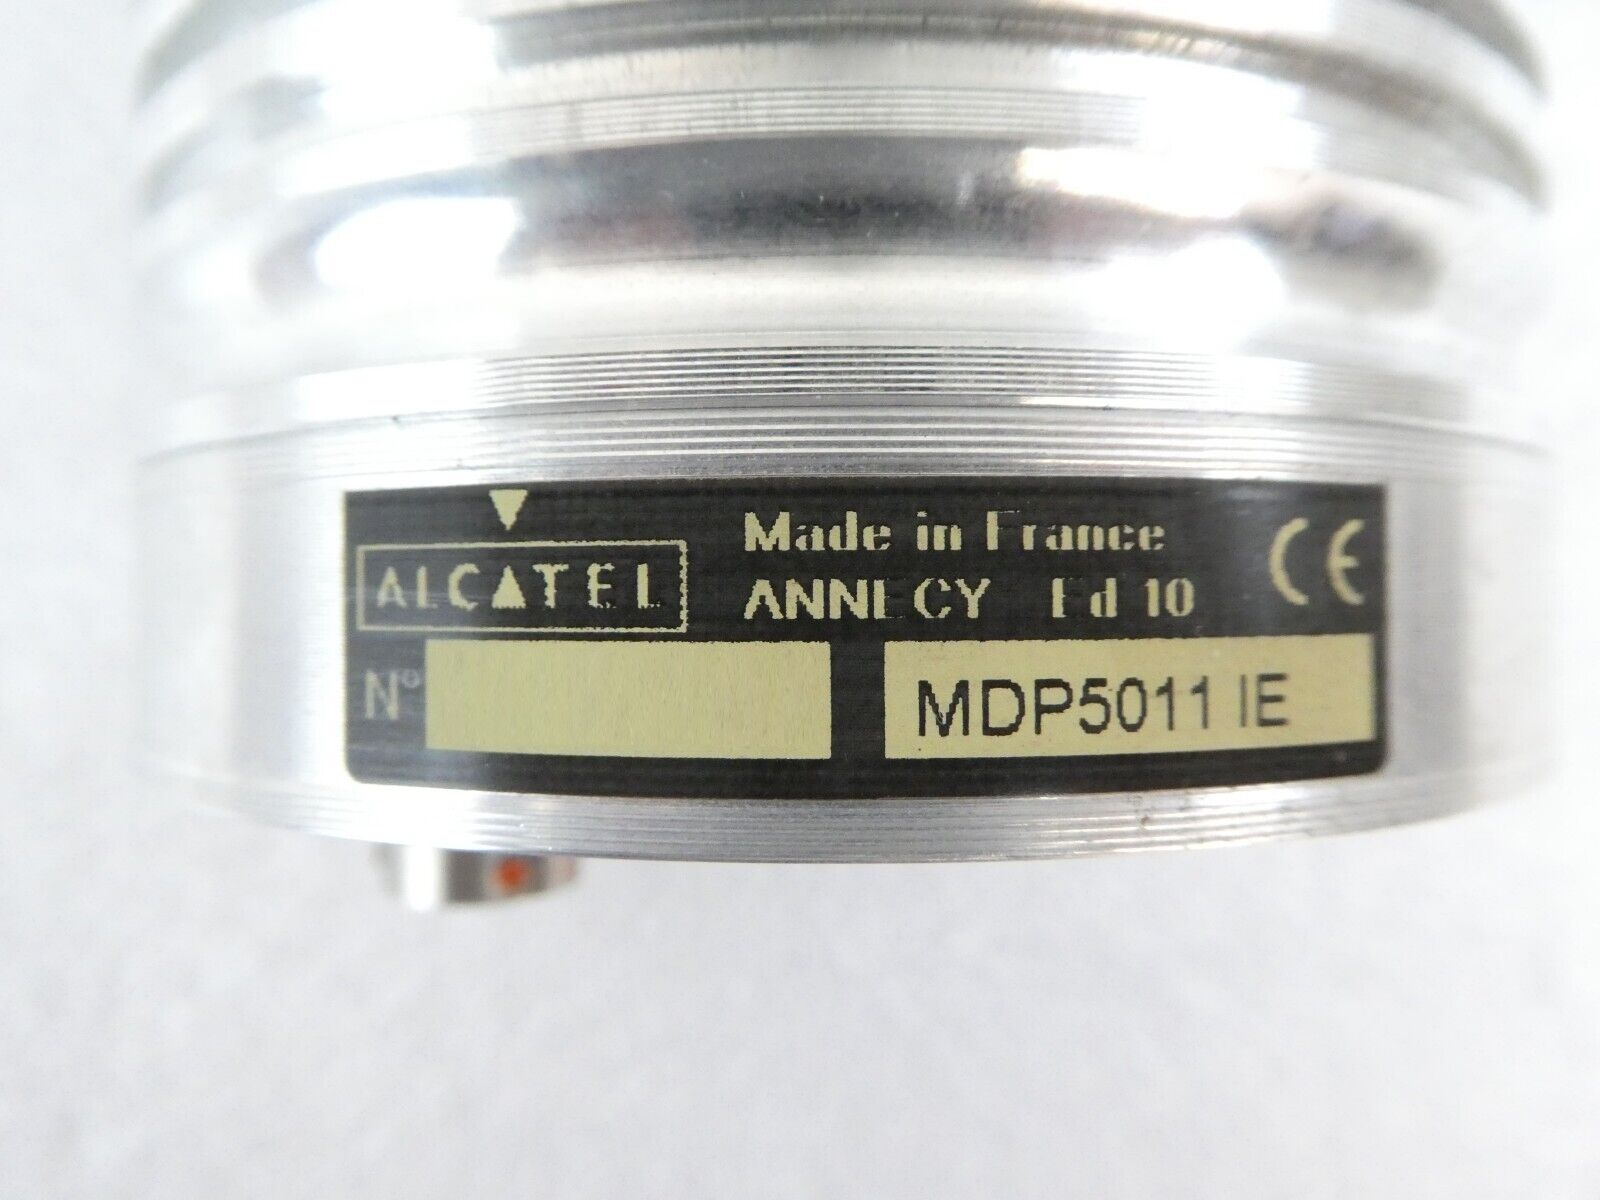 ALCATEL
Made in France
ANNECY Ed 10
CE
N°
MDP5011 IE